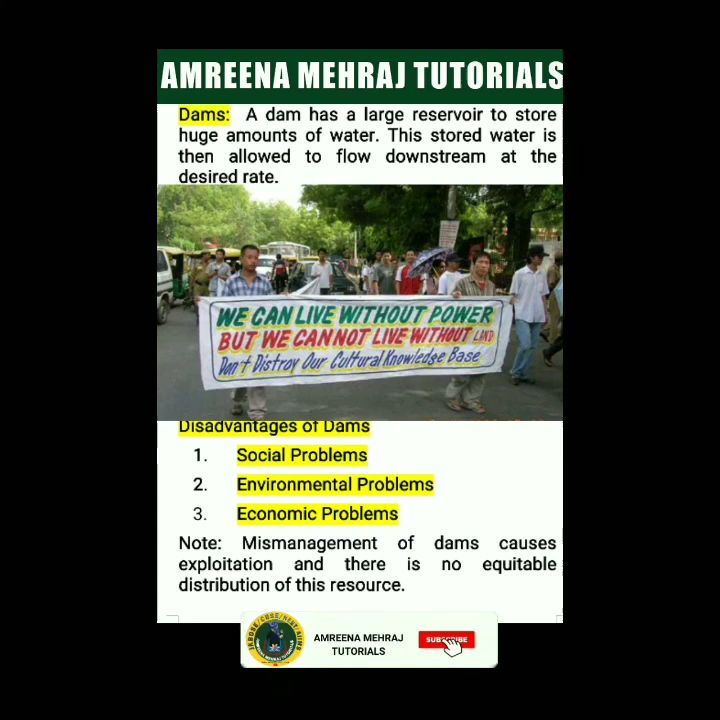 AMREENA MEHRAJ TUTORIALS
Dams: A dam has a large reservoir to store
huge amounts of water. This stored water is
then allowed to flow downstream at the
desired rate.
WE CAN LIVE WITHOUT POWER
BUT WE CANNOT LIVE WITHOUT LAND
Don't Distroy Our Cultural Knowledge Base
Disadvantages of Dams
1. Social Problems
2. Environmental Problems
3. Economic Problems
Note: Mismanagement of dams causes
exploitation and there is no equitable
distribution of this resource.
AMREENA MEHRAJ
TUTORIALS
SUBSCRIBE